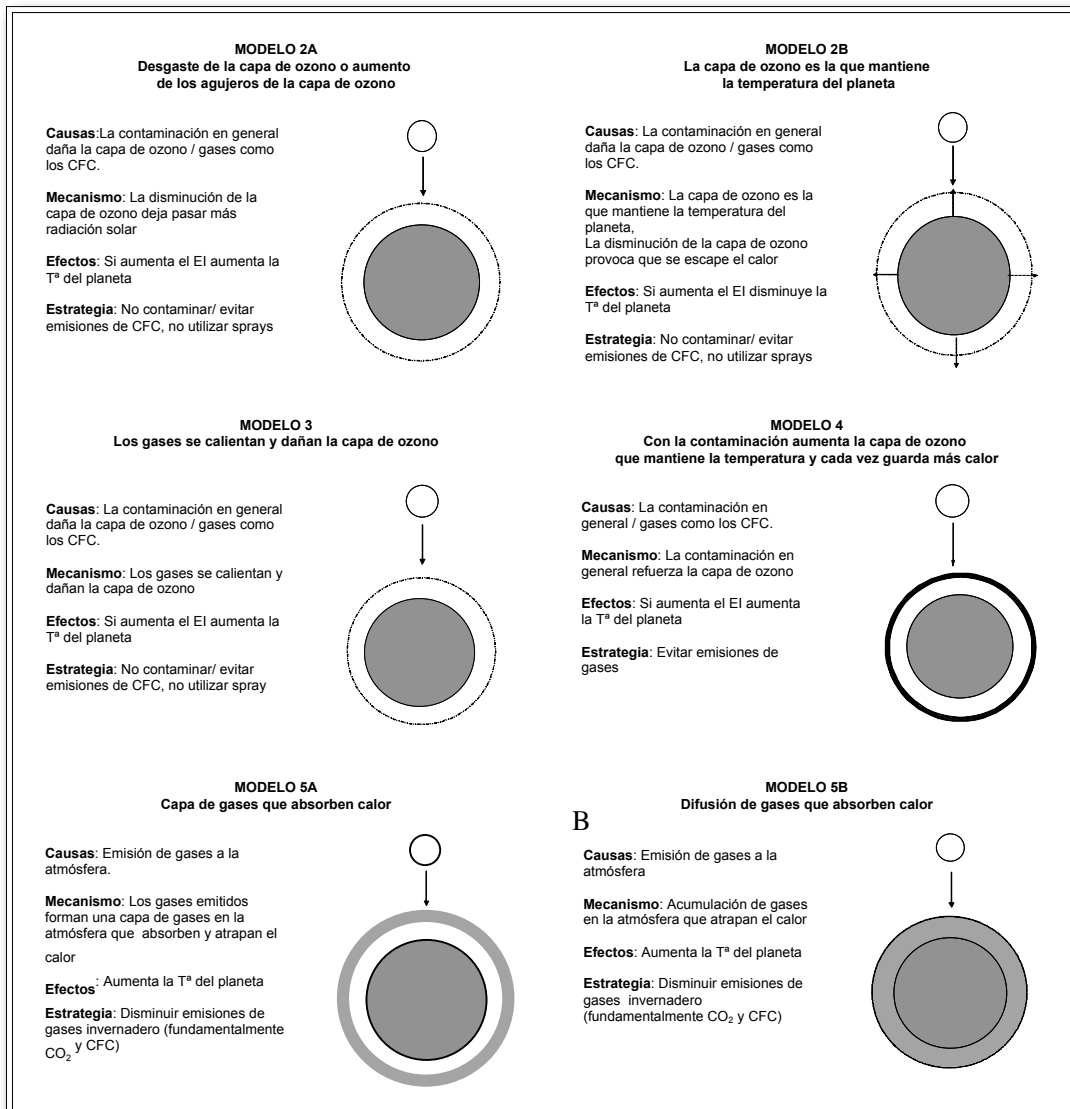 MODELO 2A
Desgaste de la capa de ozono o aumento
de los agujeros de la capa de ozono
Causas:La contaminación en general
daña la capa de ozono / gases como
los CFC.
Mecanismo: La disminución de la
capa de ozono deja pasar más
radiación solar
Efectos: Si aumenta el EI aumenta la
Tª del planeta
Estrategia: No contaminar/ evitar
emisiones de CFC, no utilizar sprays
MODELO 2B
La capa de ozono es la que mantiene
la temperatura del planeta
Causas: La contaminación en general
daña la capa de ozono / gases como
los CFC.
Mecanismo: La capa de ozono es la
que mantiene la temperatura del
planeta,
La disminución de la capa de ozono
provoca que se escape el calor
Efectos: Si aumenta el EI disminuye la
Tª del planeta
Estrategia: No contaminar/ evitar
emisiones de CFC, no utilizar sprays
MODELO 3
Los gases se calientan y dañan la capa de ozono
Causas: La contaminación en general
daña la capa de ozono / gases como
los CFC.
Mecanismo: Los gases se calientan y
dañan la capa de ozono
Efectos: Si aumenta el EI aumenta la
Tª del planeta
Estrategia: No contaminar/ evitar
emisiones de CFC, no utilizar spray
MODELO 4
Con la contaminación aumenta la capa de ozono
que mantiene la temperatura y cada vez guarda más calor
Causas: La contaminación en
general / gases como los CFC.
Mecanismo: La contaminación en
general refuerza la capa de ozono
Efectos: Si aumenta el EI aumenta
la Tª del planeta
Estrategia: Evitar emisiones de
gases
MODELO 5A
Capa de gases que absorben calor
Causas: Emisión de gases a la
atmósfera.
Mecanismo: Los gases emitidos
forman una capa de gases en la
atmósfera que absorben y atrapan el
calor
Efectos: Aumenta la Tª del planeta
Estrategia: Disminuir emisiones de
gases invernadero (fundamentalmente
CO₂ y CFC)
MODELO 5B
Difusión de gases que absorben calor
B
Causas: Emisión de gases a la
atmósfera
Mecanismo: Acumulación de gases
en la atmósfera que atrapan el calor
Efectos: Aumenta la Tª del planeta
Estrategia: Disminuir emisiones de
gases invernadero
(fundamentalmente CO₂ y CFC)